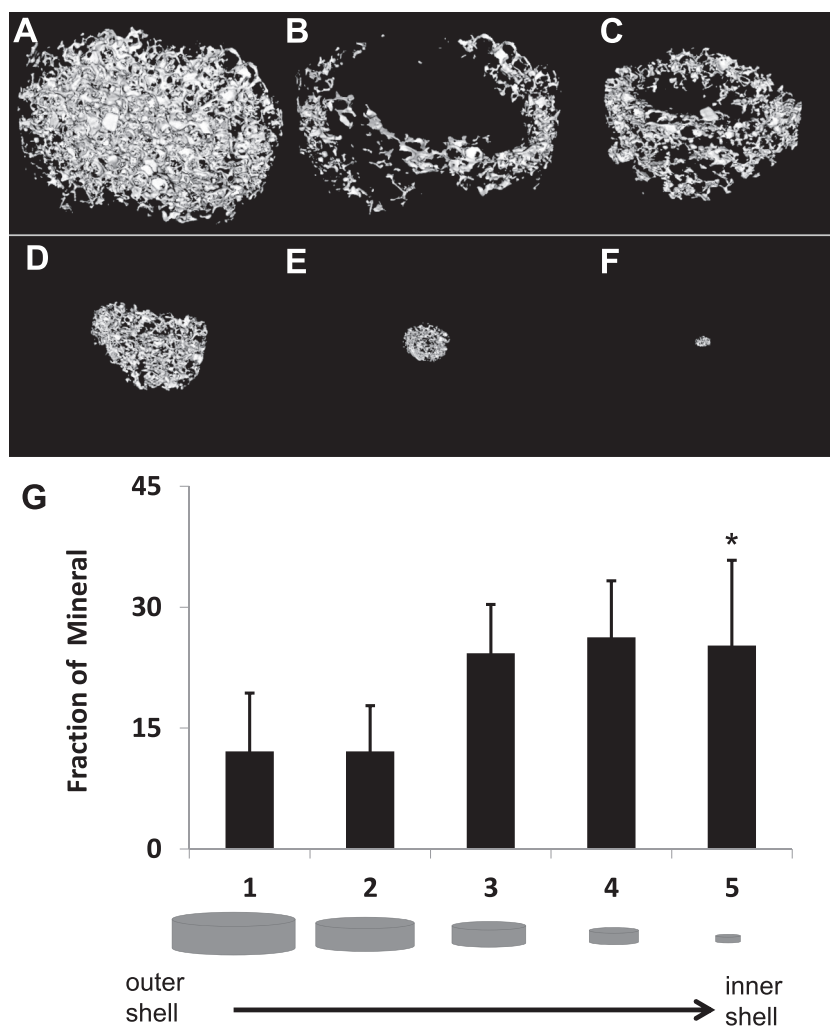 A B C
D E F
G
Fraction of Mineral
45
30
15
0
*
1 2 3 4 5
outer shell
inner shell